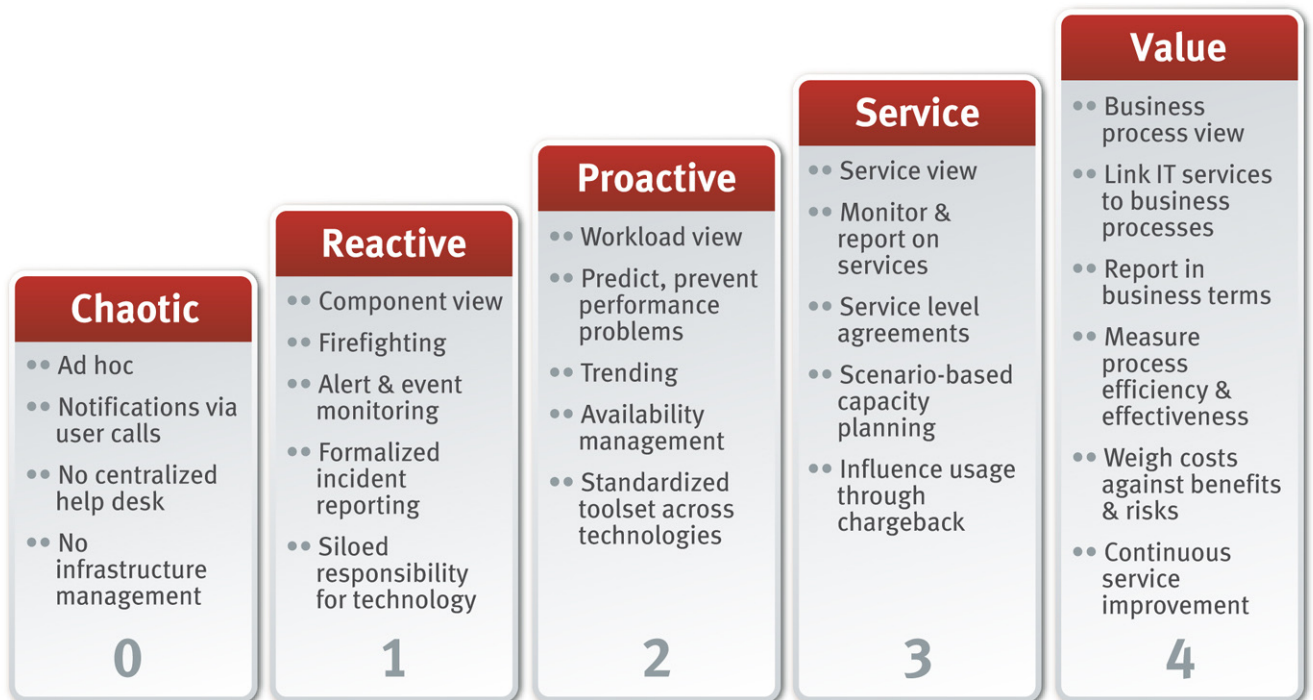 Chaotic
•• Ad hoc
•• Notifications via
user calls
•• No centralized
help desk
•• No
infrastructure
management
0
Reactive
•• Component view
•• Firefighting
•• Alert & event
monitoring
•• Formalized
incident
reporting
•• Siloed
responsibility
for technology
1
Proactive
•• Workload view
•• Predict, prevent
performance
problems
•• Trending
•• Availability
management
•• Standardized
toolset across
technologies
2
Service
•• Service view
•• Monitor &
report on
services
•• Service level
agreements
•• Scenario-based
capacity
planning
•• Influence usage
through
chargeback
3
Value
•• Business
process view
•• Link IT services
to business
processes
•• Report in
business terms
•• Measure
process
efficiency &
effectiveness
•• Weigh costs
against benefits
& risks
•• Continuous
service
improvement
4